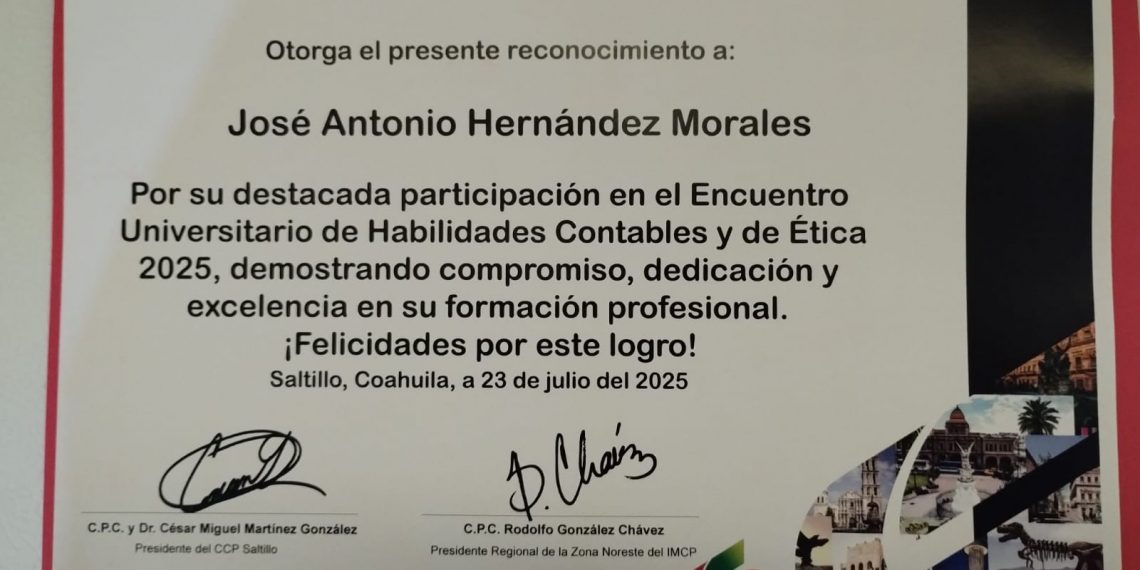 Otorga el presente reconocimiento a:
José Antonio Hernández Morales
Por su destacada participación en el Encuentro
Universitario de Habilidades Contables y de Ética
2025, demostrando compromiso, dedicación y
excelencia en su formación profesional.
¡Felicidades por este logro!
Saltillo, Coahuila, a 23 de julio del 2025
C.P.C. y Dr. César Miguel Martínez González
Presidente del CCP Saltillo
C.P.C. Rodolfo González Chávez
Presidente Regional de la Zona Noreste del IMCP